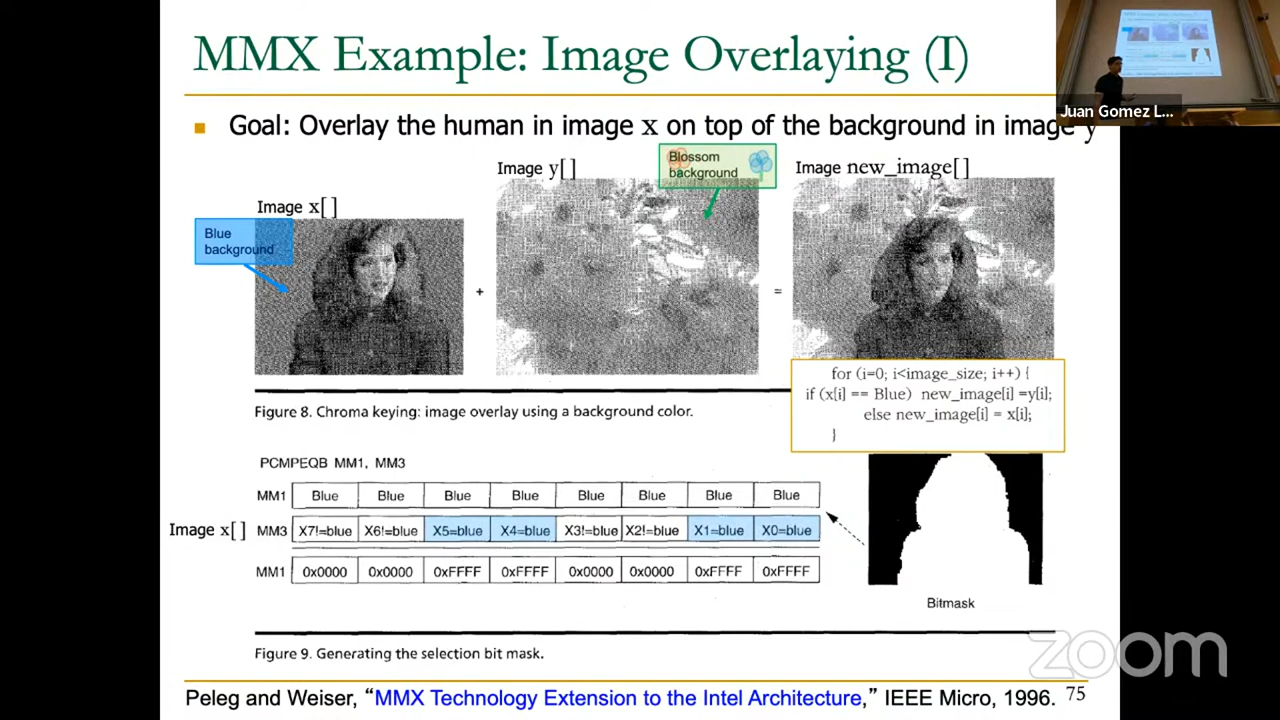 MMX Example: Image Overlaying (I)
Juan Gomez L...
Goal: Overlay the human in image x on top of the background in image y
Image x[]
Blue
background
Image y[]
Blossom
background
Image new_image[]
+
=
for (i=0; i<image_size; i++) {
if (x[i] == Blue) new_image[i] =y[i];
else new_image[i] = x[i];
}
Figure 8. Chroma keying: image overlay using a background color.
PCMPEQB MM1, MM3
MM1 Blue Blue Blue Blue Blue Blue Blue Blue
Image x[] MM3 X7!=blue X6!=blue X5=blue X4=blue X3!=blue X2!=blue X1=blue X0=blue
MM1 0x0000 0x0000 0xFFFF 0xFFFF 0x0000 0x0000 0xFFFF 0xFFFF
Bitmask
Figure 9. Generating the selection bit mask.
zoom
Peleg and Weiser, “MMX Technology Extension to the Intel Architecture,” IEEE Micro, 1996. 75